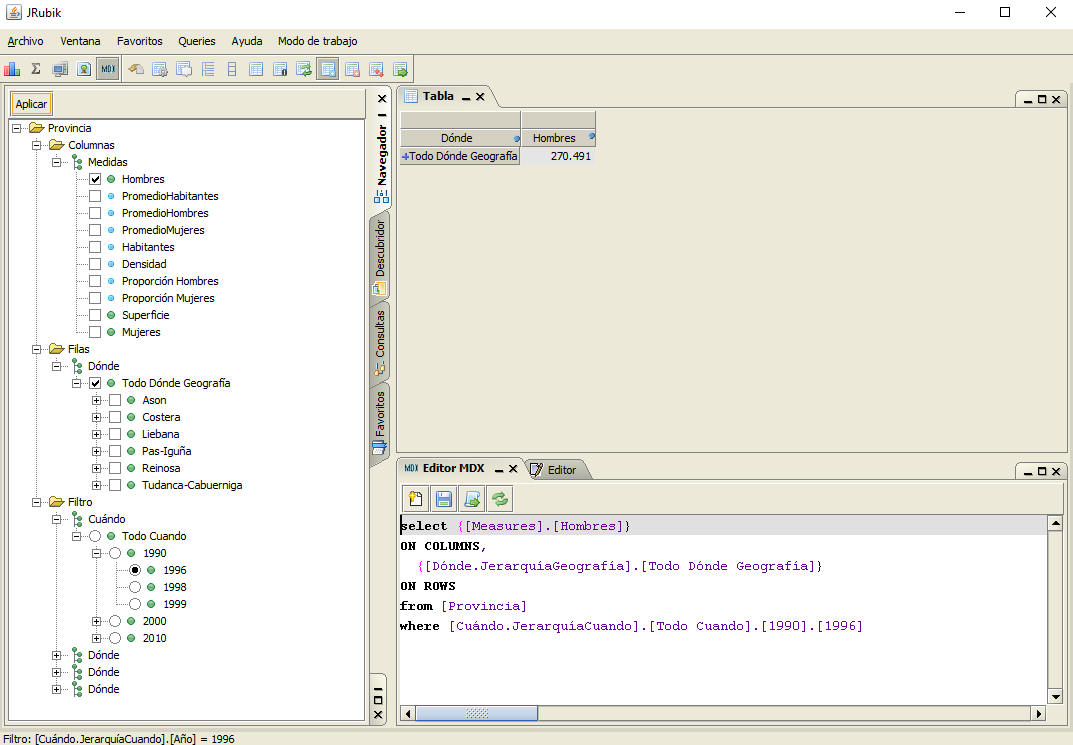 JRubik
Archivo Ventana Favoritos Queries Ayuda Modo de trabajo
MDX
Aplicar
Provincia
Columnas
Medidas
Hombres
PromedioHabitantes
PromedioHombres
PromedioMujeres
Habitantes
Densidad
Proporción Hombres
Proporción Mujeres
Superficie
Mujeres
Filas
Dónde
Todo Dónde Geografía
Ason
Costera
Liebana
Pas-Iguña
Reinosa
Tudanca-Cabuerniga
Filtro
Cuándo
Todo Cuando
1990
1996
1998
1999
2000
2010
Dónde
Dónde
Dónde
Navegador
Descubridor
Consultas
Favoritos
Tabla
Dónde Hombres
+Todo Dónde Geografía 270.491
MDX Editor MDX Editor
select {[Measures].[Hombres]}
ON COLUMNS,
{[Dónde.JerarquíaGeografía].[Todo Dónde Geografía]}
ON ROWS
from [Provincia]
where [Cuándo.JerarquíaCuando].[Todo Cuando].[1990].[1996]
Filtro: [Cuándo.JerarquíaCuando].[Año] = 1996